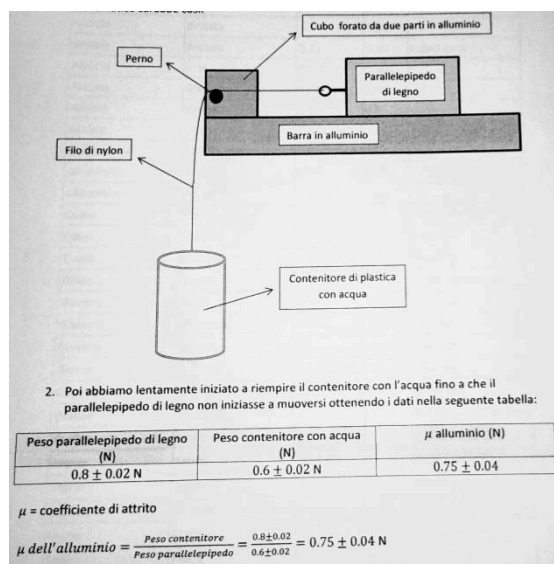 Cubo forato da due parti in alluminio
Perno
Parallelepipedo
di legno
Barra in alluminio
Filo di nylon
Contenitore di plastica
con acqua
2. Poi abbiamo lentamente iniziato a riempire il contenitore con l'acqua fino a che il
parallelepipedo di legno non iniziasse a muoversi ottenendo i dati nella seguente tabella:
Peso parallelepipedo di legno
(N)
Peso contenitore con acqua
(N)
μ alluminio (N)
0.8 ± 0.02 N
0.6 ± 0.02 N
0.75 ± 0.04
μ = coefficiente di attrito
μ dell'alluminio = Peso contenitore / Peso parallelepipedo = 0.8±0.02 / 0.6±0.02 = 0.75 ± 0.04 N